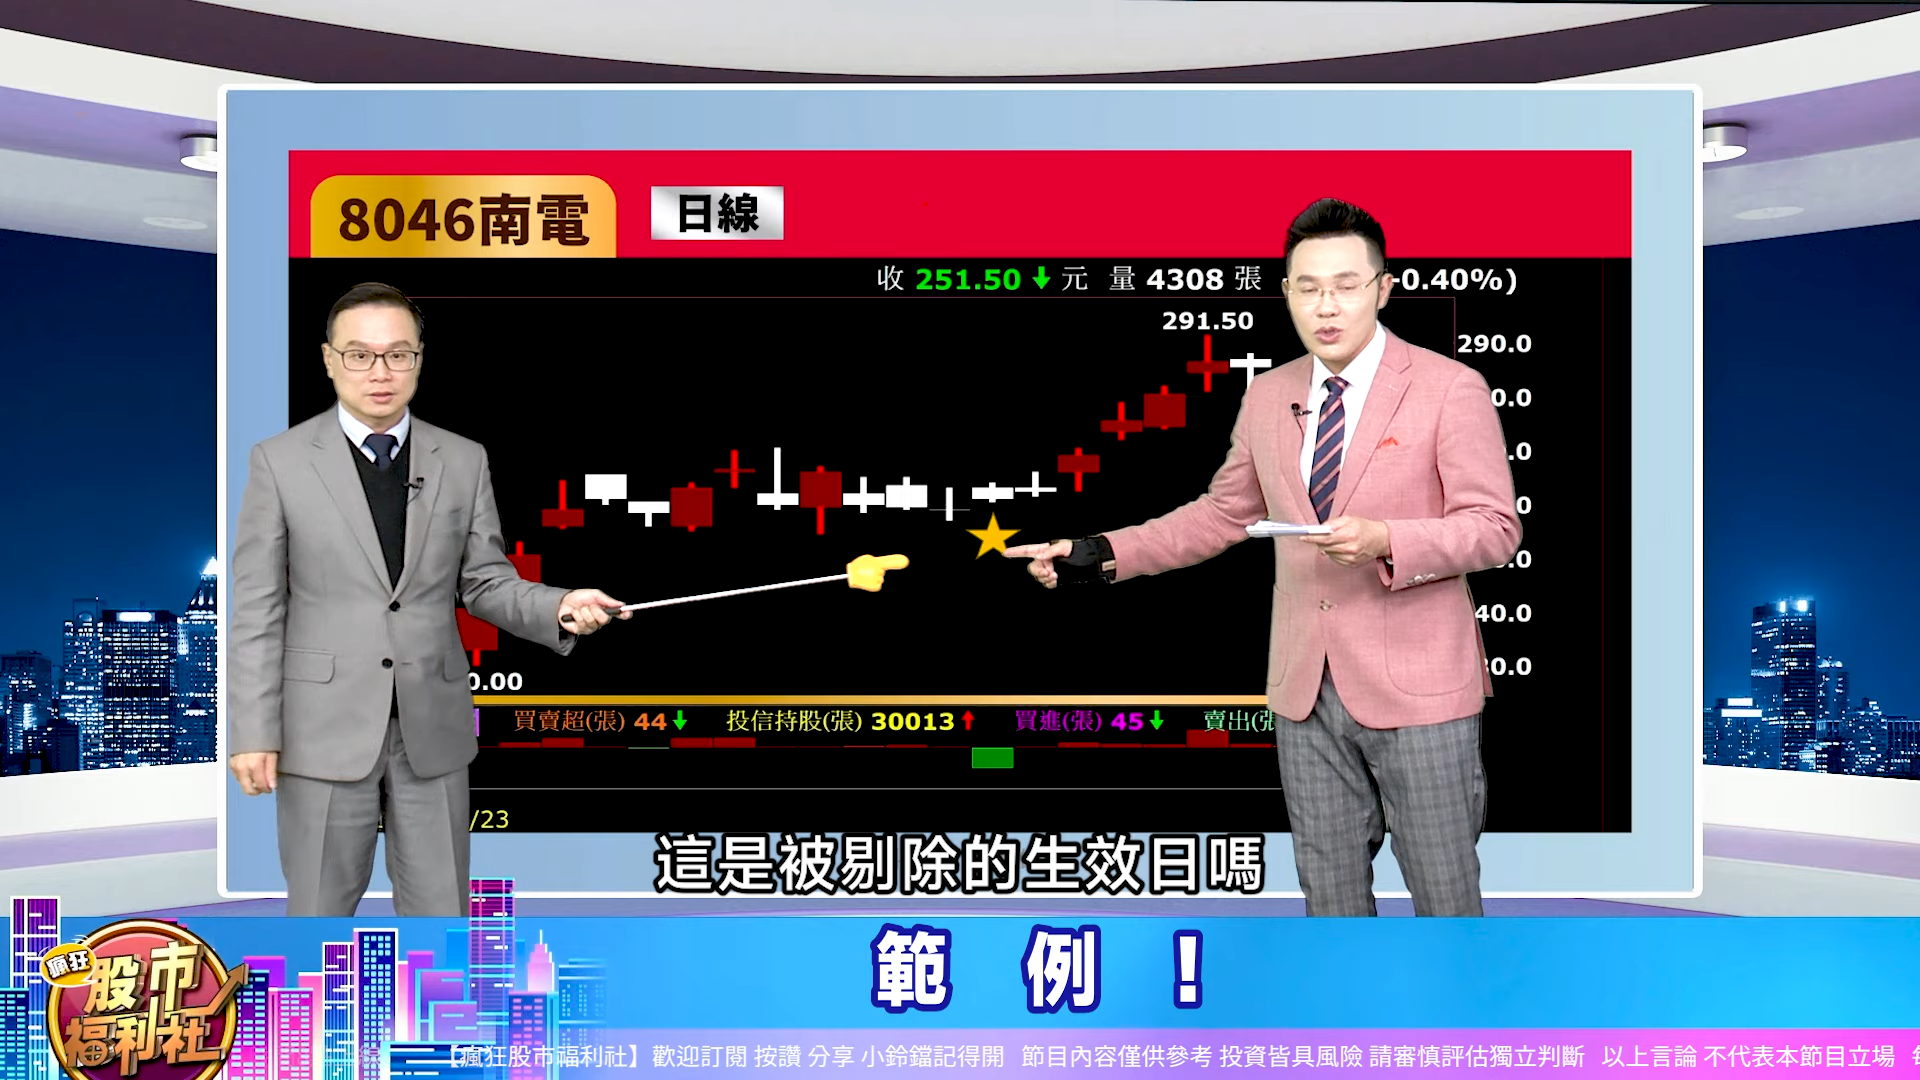 8046南電
日線
收 251.50 ↓ 元 量 4308 張 -0.40%)
291.50
290.0
0.0
.0
0
.0
40.0
0.0
0.00
買賣超(張) 44↓ 投信持股(張) 30013↑ 買進(張) 45↓ 賣出(張
/23
這是被剔除的生效日嗎
範例!
瘋狂
股市
福利社
【瘋狂股市福利社】歡迎訂閱 按讚 分享 小鈴鐺記得開 節目內容僅供參考 投資皆具風險 請審慎評估獨立判斷 以上言論 不代表本節目立場